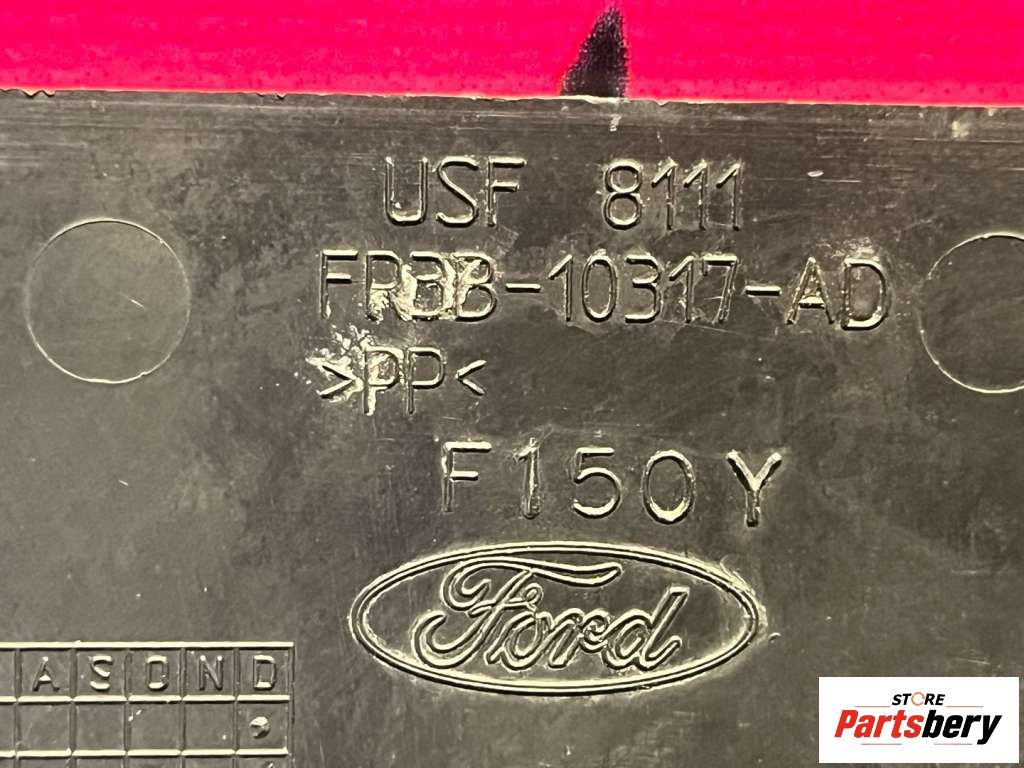 USF 8111
FR3B-10317-AD
>PP<
F150Y
Ford
A S O N D
STORE
Partsbery